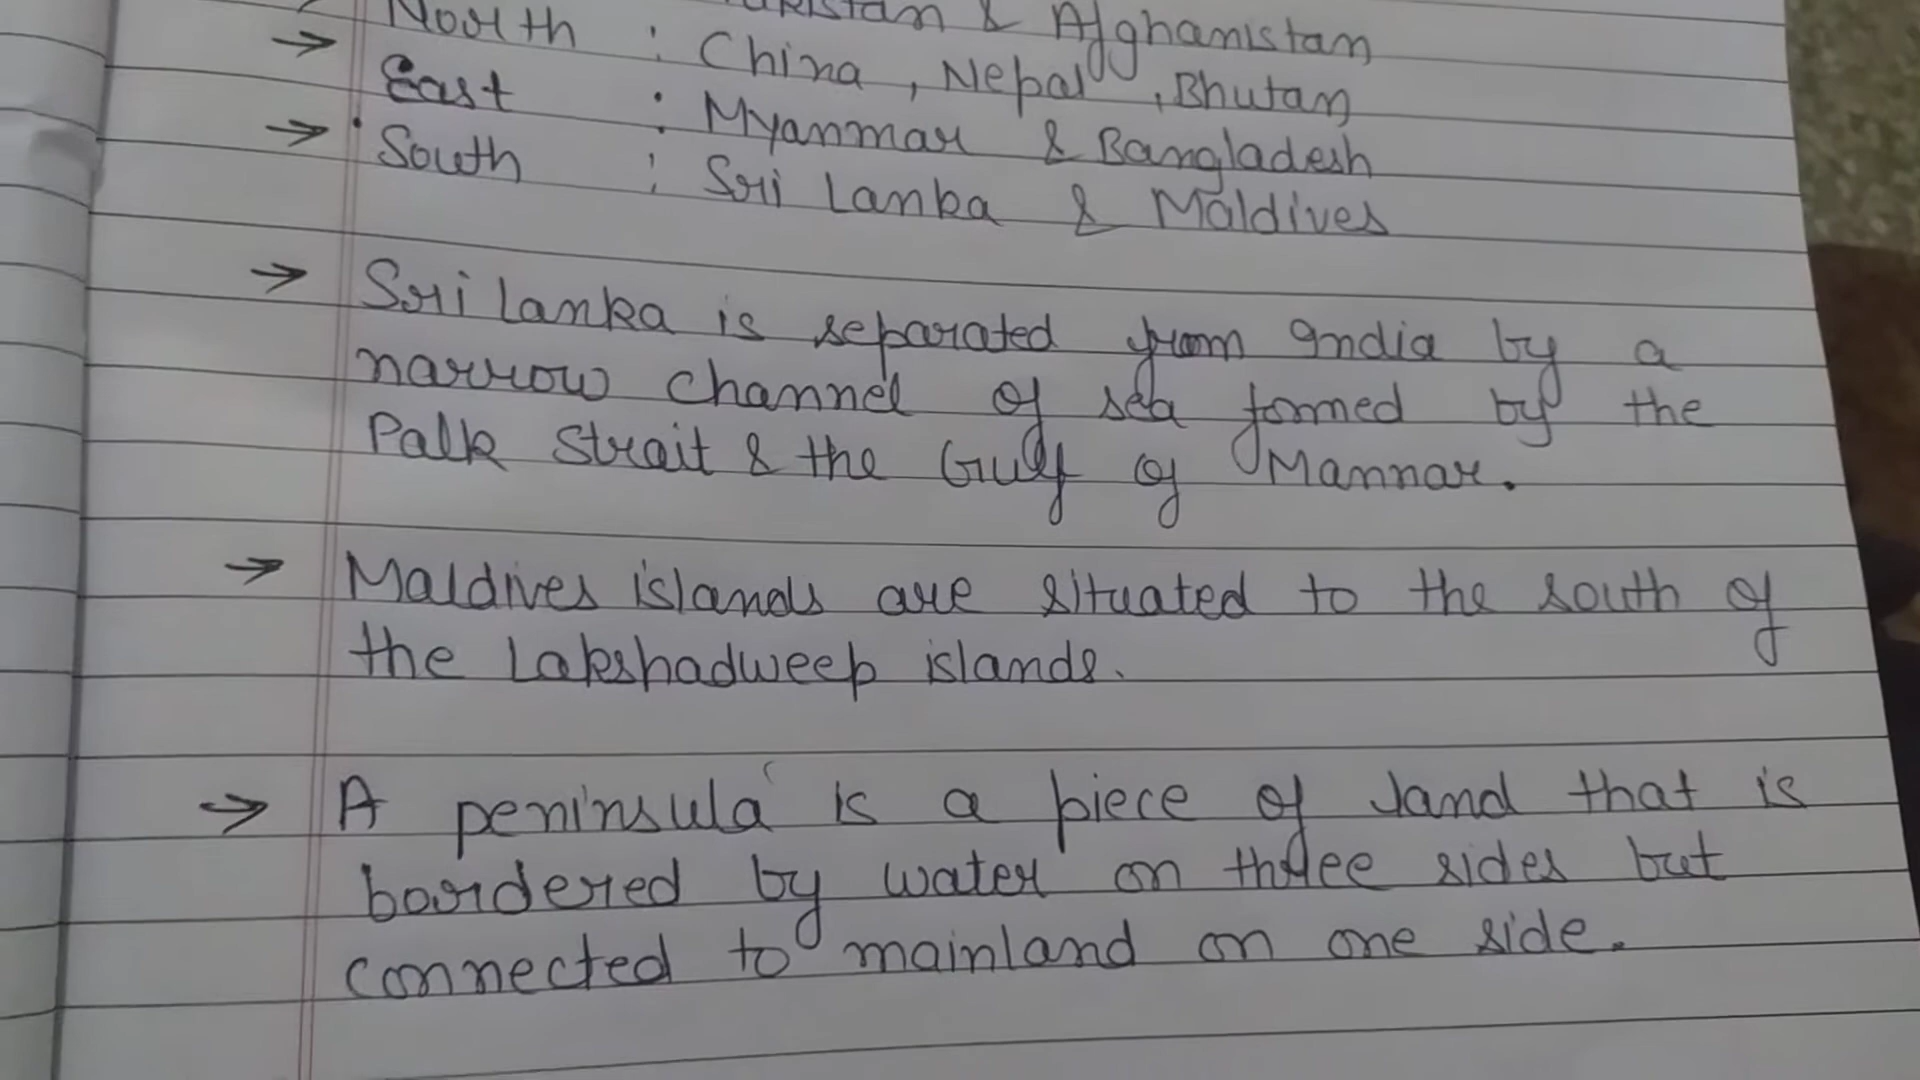 & Afghanistan
→ North : China, Nepal, Bhutan
East : Myanmar & Bangladesh
→ South : Sri Lanka & Maldives
→ Sri Lanka is separated from India by a
narrow channel of sea formed by the
Palk Strait & the Gulf of Mannar.
→ Maldives islands are situated to the south of
the Lakshadweep islands.
→ A peninsula is a piece of land that is
bordered by water on three sides but
connected to mainland on one side.